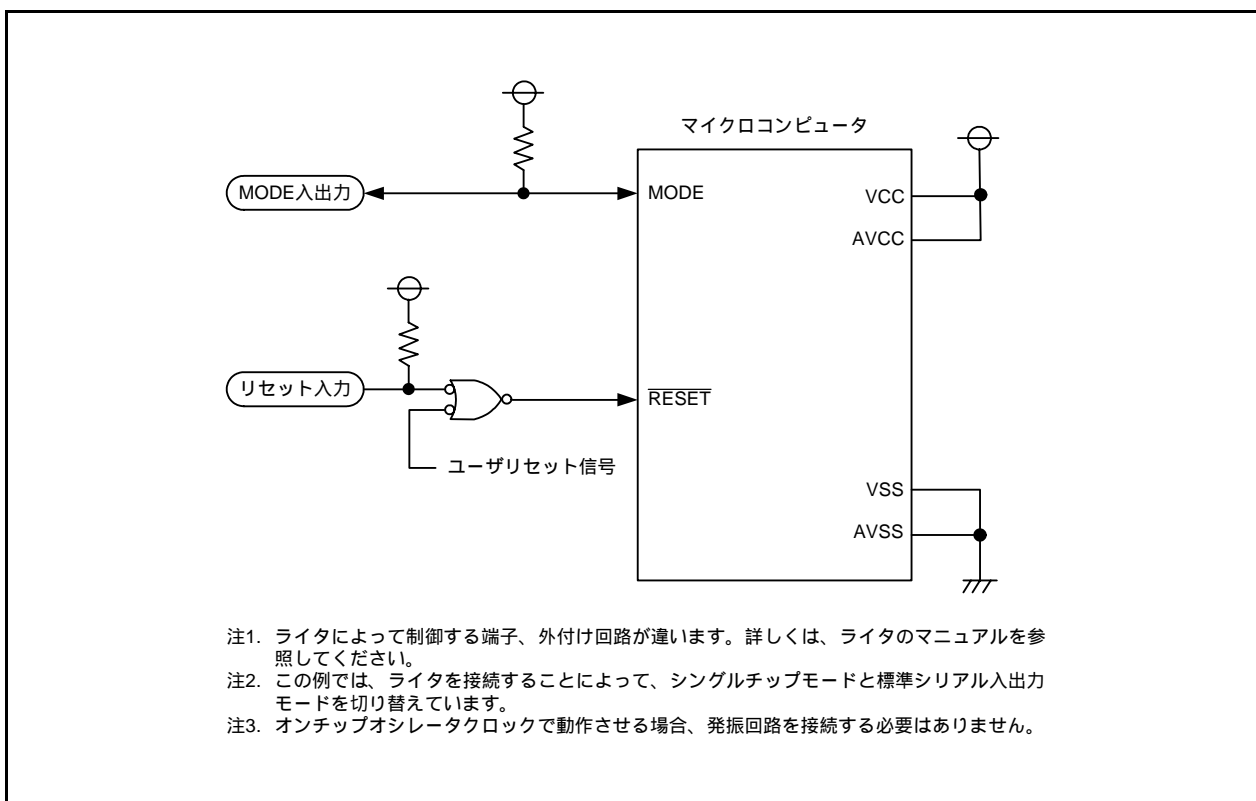 マイクロコンピュータ
MODE入出力
MODE
VCC
AVCC
リセット入力
RESET
ユーザリセット信号
VSS
AVSS
注1. ライタによって制御する端子、外付け回路が違います。詳しくは、ライタのマニュアルを参
照してください。
注2. この例では、ライタを接続することによって、シングルチップモードと標準シリアル入出力
モードを切り替えています。
注3. オンチップオシレータクロックで動作させる場合、発振回路を接続する必要はありません。